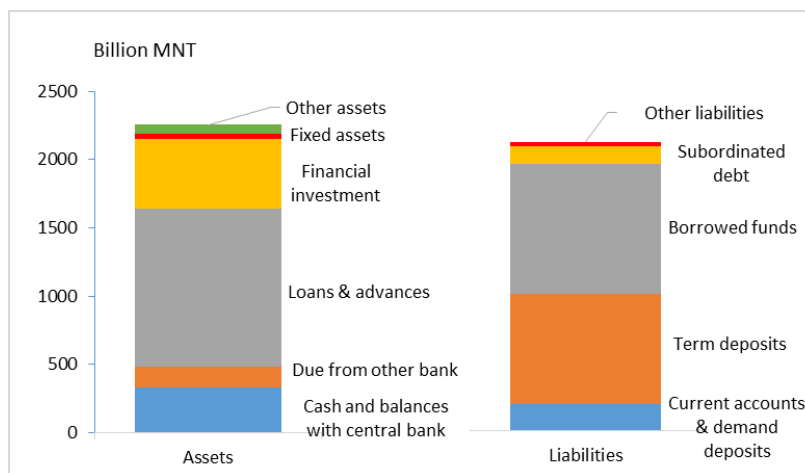 Billion MNT
2500
2000
1500
1000
500
0
Other assets
Fixed assets
Financial
investment
Loans & advances
Due from other bank
Cash and balances
with central bank
Assets
Other liabilities
Subordinated
debt
Borrowed funds
Term deposits
Current accounts
& demand
deposits
Liabilities